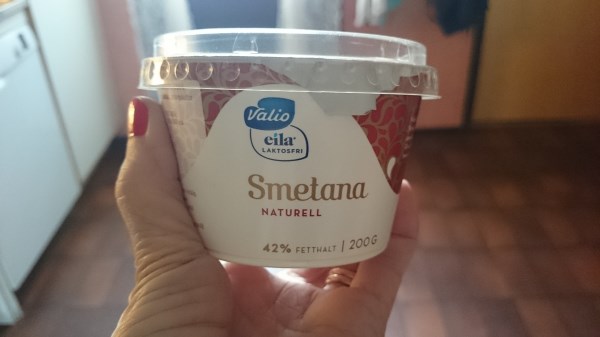 Valio
eila®
LAKTOSFRI
Smetana
NATURELL
42% FETTHALT | 200G